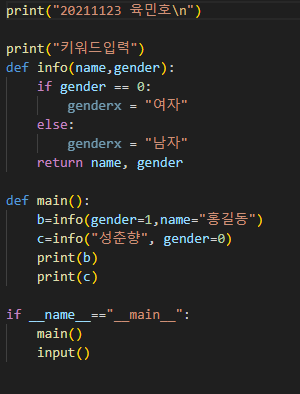 print("20211123 육민호\n")
print("키워드입력")
def info(name,gender):
    if gender == 0:
        genderx = "여자"
    else:
        genderx = "남자"
    return name, gender
def main():
    b=info(gender=1,name="홍길동")
    c=info("성춘향", gender=0)
    print(b)
    print(c)
if __name__=="__main__":
    main()
    input()